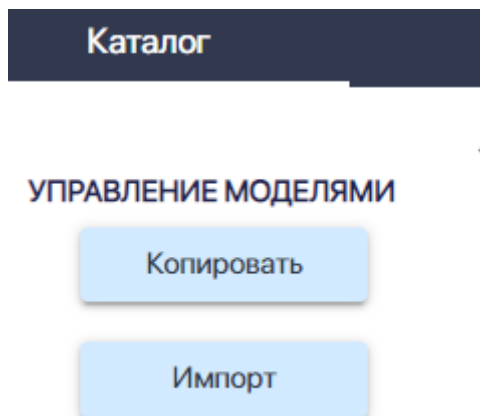 Каталог
УПРАВЛЕНИЕ МОДЕЛЯМИ
Копировать
Импорт